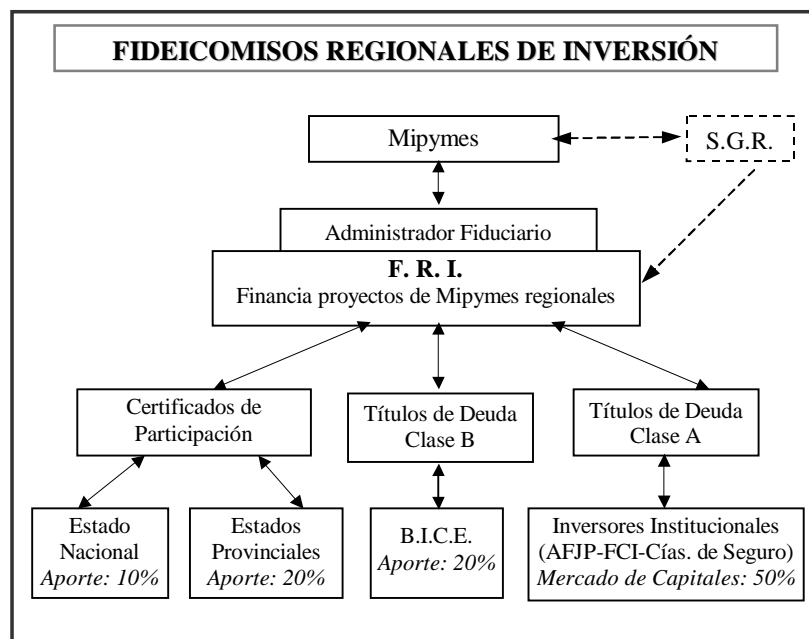 FIDEICOMISOS REGIONALES DE INVERSIÓN
Mipymes
S.G.R.
Administrador Fiduciario
F. R. I.
Financia proyectos de Mipymes regionales
Certificados de
Participación
Títulos de Deuda
Clase B
Títulos de Deuda
Clase A
Estado
Nacional
Aporte: 10%
Estados
Provinciales
Aporte: 20%
B.I.C.E.
Aporte: 20%
Inversores Institucionales
(AFJP-FCI-Cías. de Seguro)
Mercado de Capitales: 50%